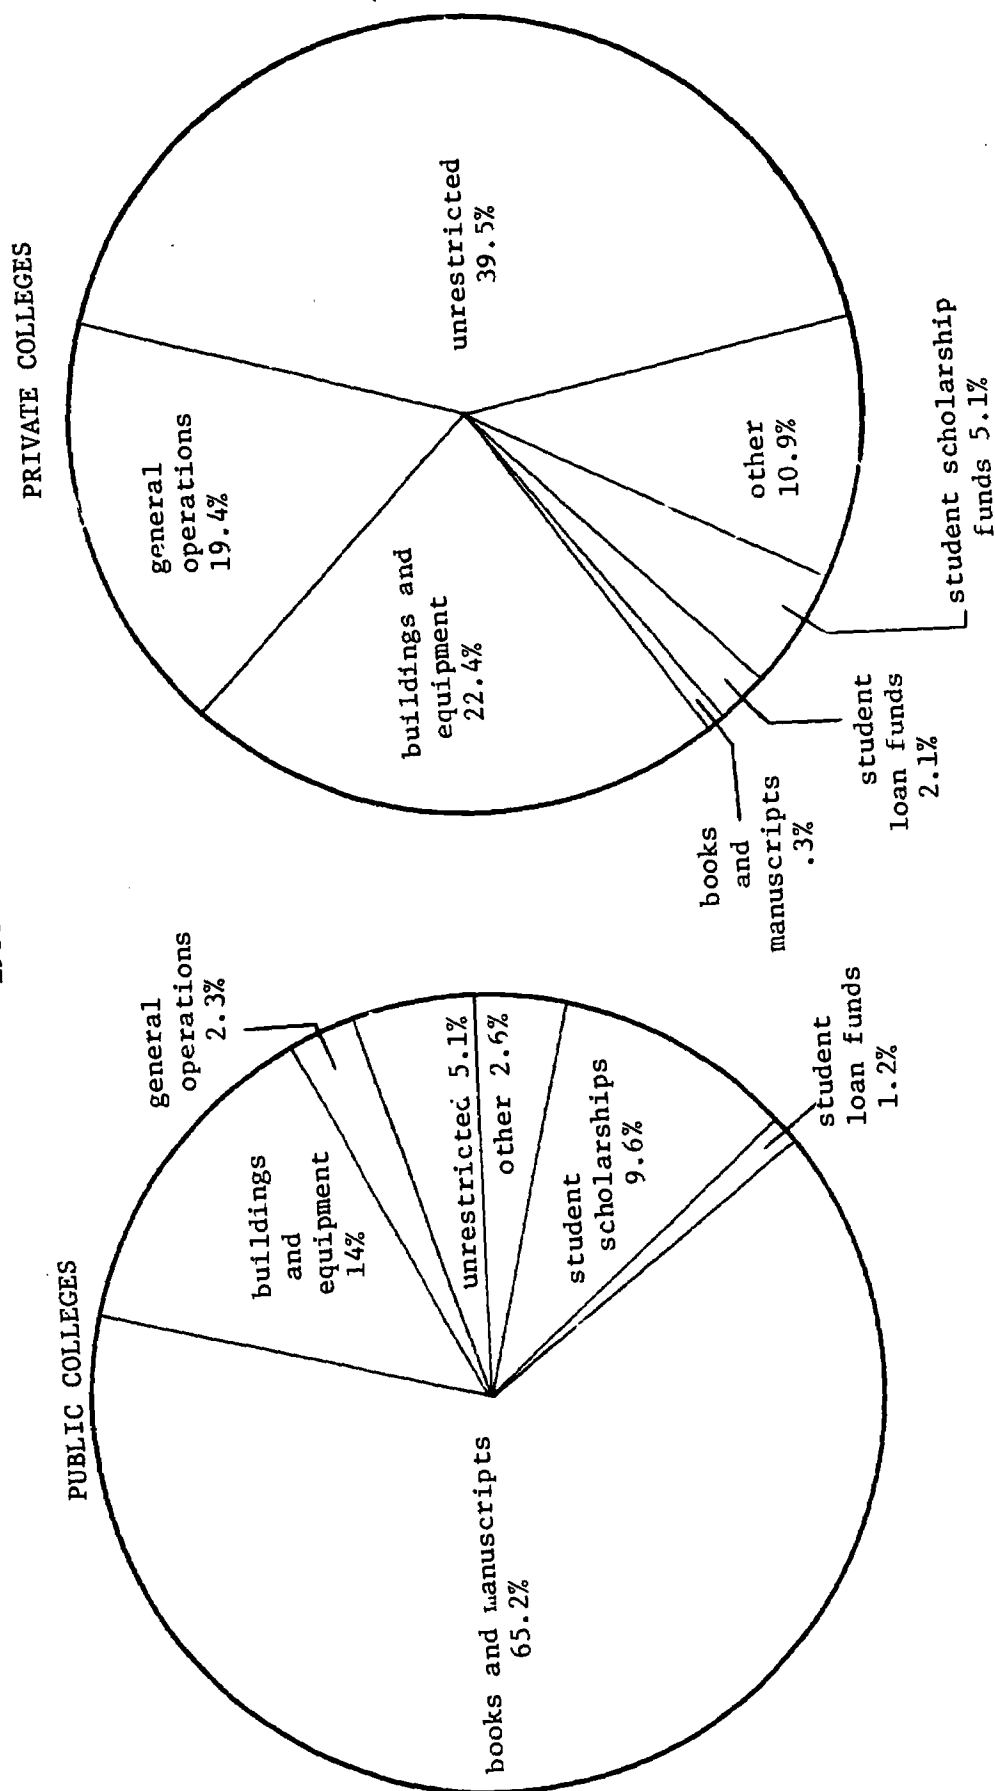 PUBLIC COLLEGES
books and manuscripts
65.2%
buildings
and
equipment
14%
general
operations
2.3%
unrestricted 5.1%
other 2.6%
student
scholarships
9.6%
student
loan funds
1.2%
PRIVATE COLLEGES
general
operations
19.4%
unrestricted
39.5%
buildings and
equipment
22.4%
other
10.9%
books
and
manuscripts
.3%
student
loan funds
2.1%
student scholarship
funds 5.1%